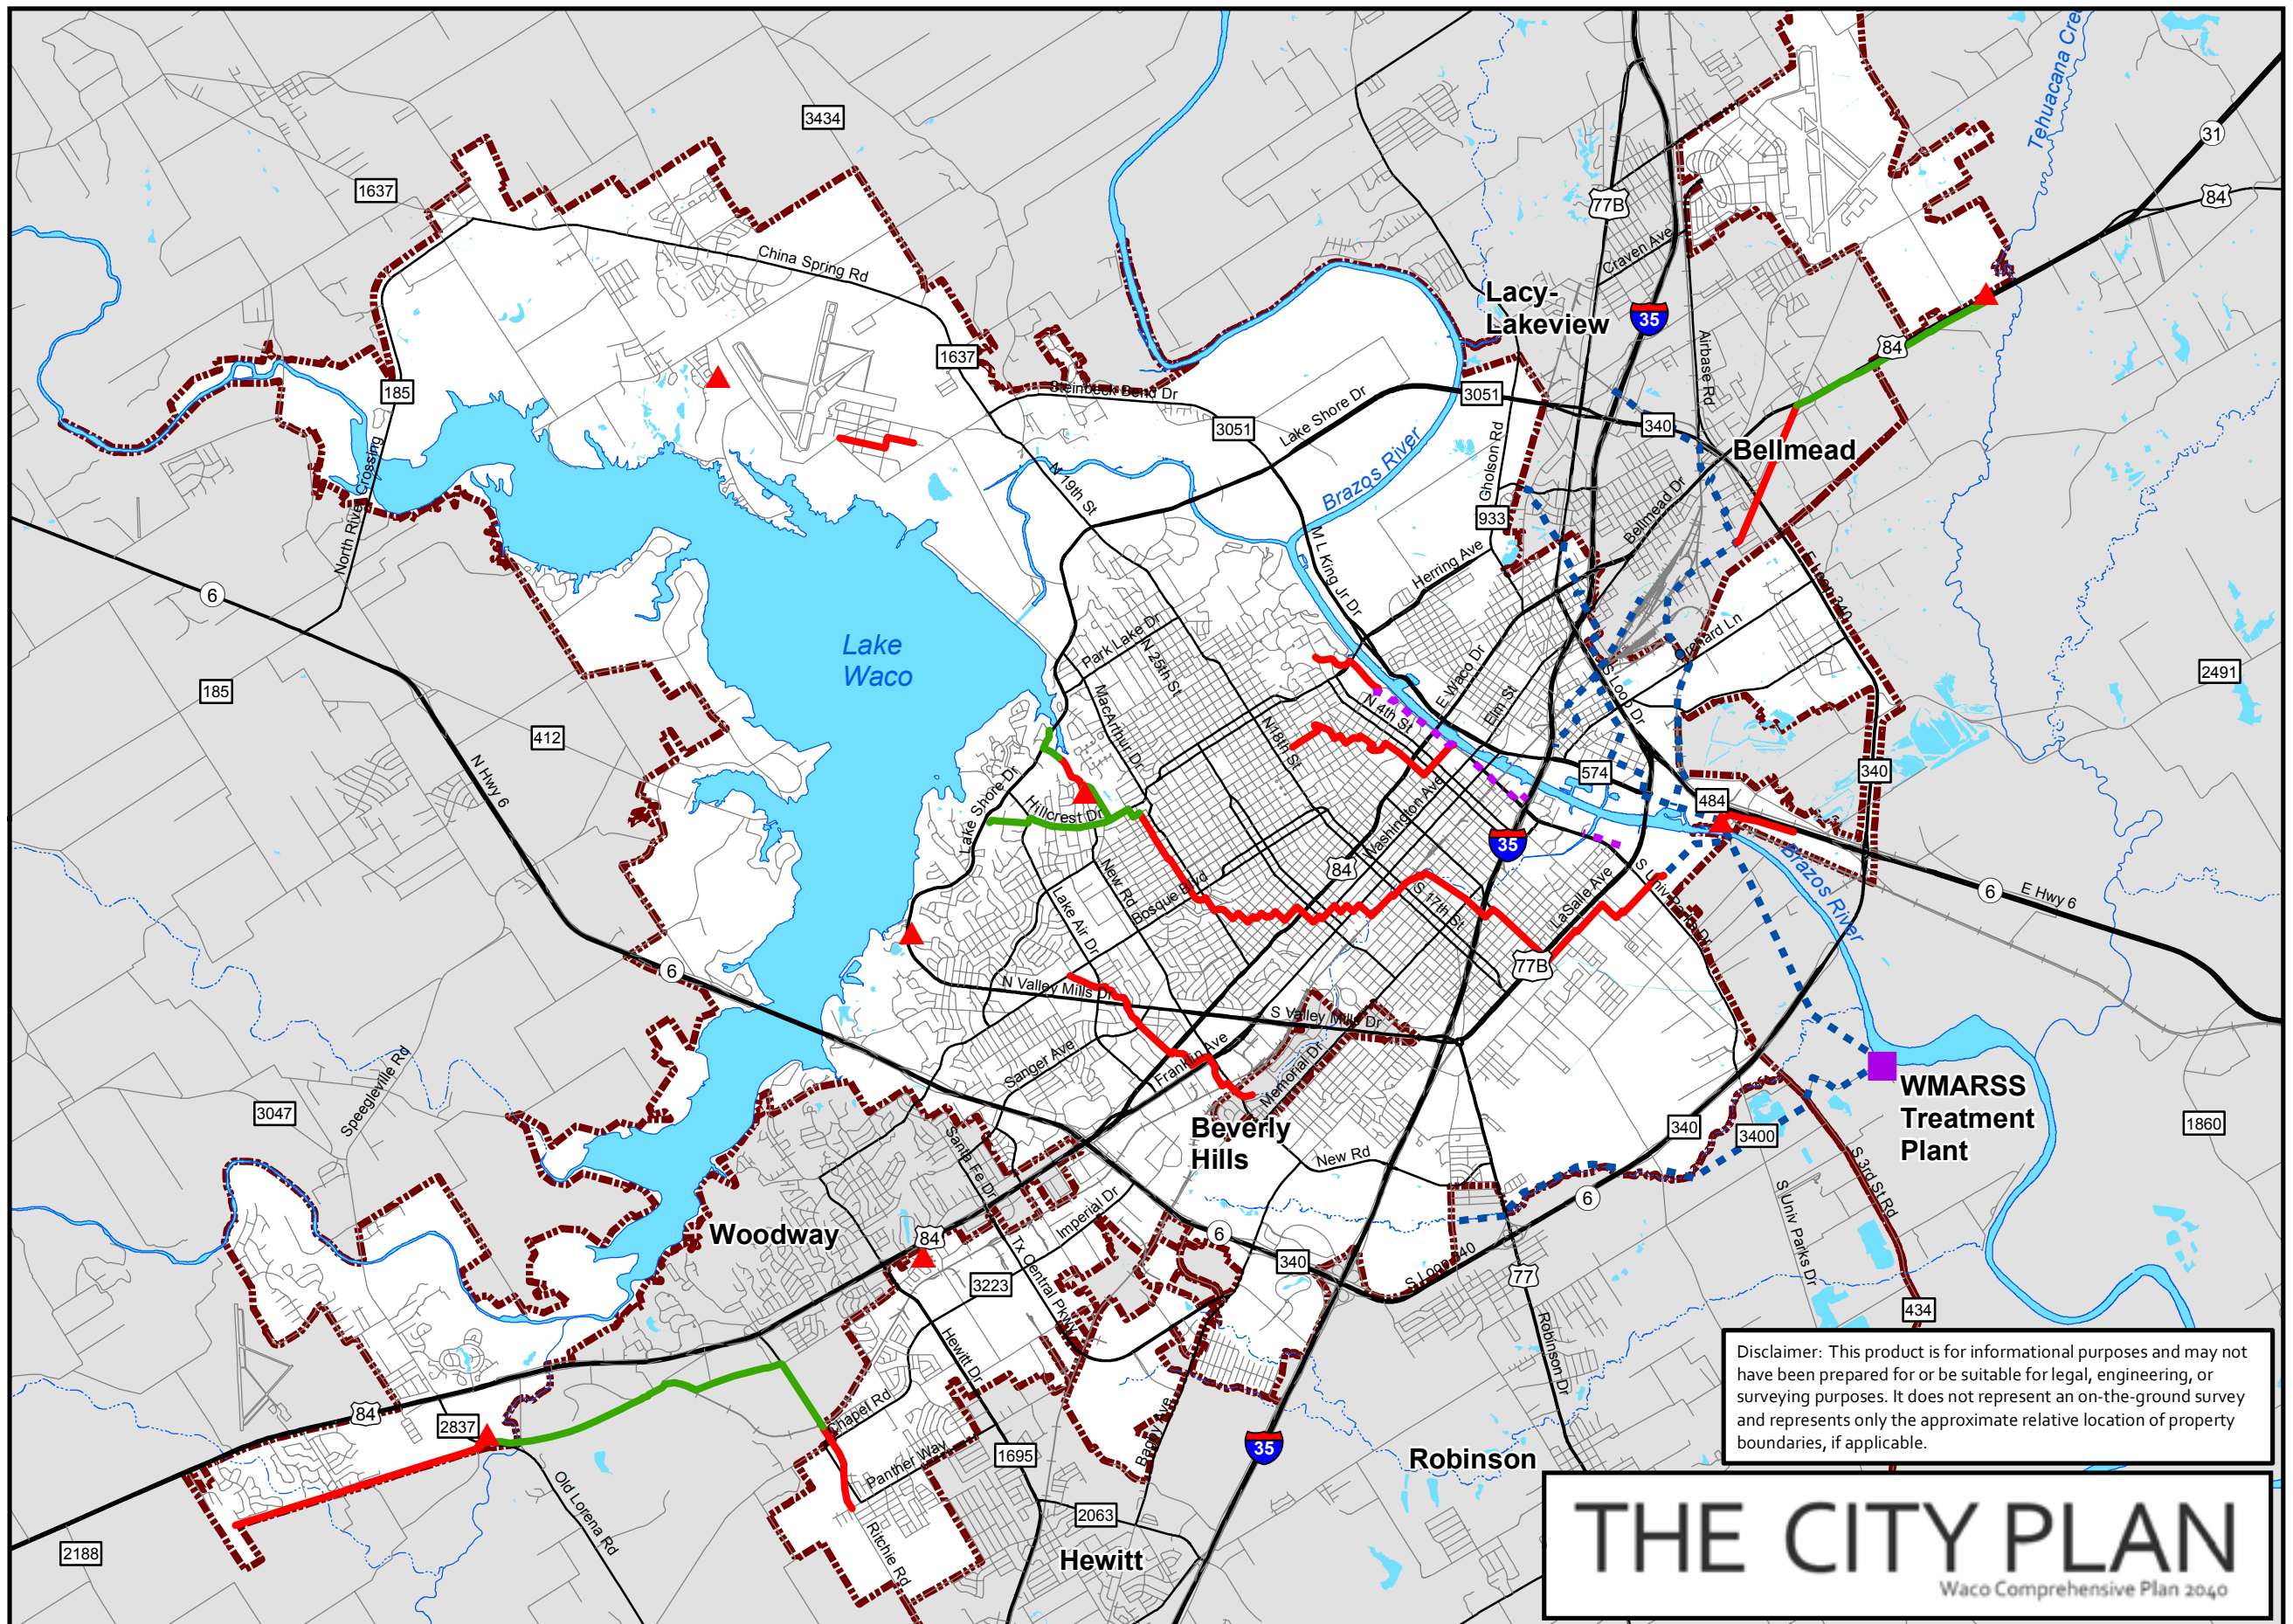 3434
1637
Tehuacana Cree
31
84
77B
Craven Ave
China Spring Rd
Lacy-
Lakeview
35
Airbase Rd
84
1637
185
Steinbeck Bend Dr
3051
3051
Lake Shore Dr
340
Bellmead
Gholson Rd
Brazos River
North River Crossing
N 19th St
933
Bellmead Dr
M L King Jr Dr
Herring Ave
E Loop 340
6
Lake
Waco
Park Lake Dr
N 25th St
Orchard Ln
185
2491
MacArthur Dr
E Waco Dr
Elm St
S Loop Dr
N 4th St
N 18th St
412
N Hwy 6
574
340
484
Lake Shore Dr
Hillcrest Dr
Washington Ave
35
84
Brazos River
6
E Hwy 6
New Rd
Bosque Blvd
Lake Air Dr
S 17th St
LaSalle Ave
S Univ Parks Dr
77B
6
N Valley Mills Dr
S Valley Mills Dr
Sanger Ave
Franklin Ave
Memorial Dr
Speegleville Rd
3047
WMARSS
Treatment
Plant
Beverly
Hills
340
3400
1860
Santa Fe Dr
New Rd
S 3rd St Rd
6
S Univ Parks Dr
Woodway
84
Imperial Dr
6
340
S Loop 340
3223
Tx Central Pkwy
77
434
Robinson Dr
Hewitt Dr
Disclaimer: This product is for informational purposes and may not
have been prepared for or be suitable for legal, engineering, or
surveying purposes. It does not represent an on-the-ground survey
and represents only the approximate relative location of property
boundaries, if applicable.
84
2837
Chapel Rd
Bagby Ave
35
Robinson
Panther Way
1695
Old Lorena Rd
2063
Ritchie Rd
Hewitt
2188
THE CITY PLAN
Waco Comprehensive Plan 2040